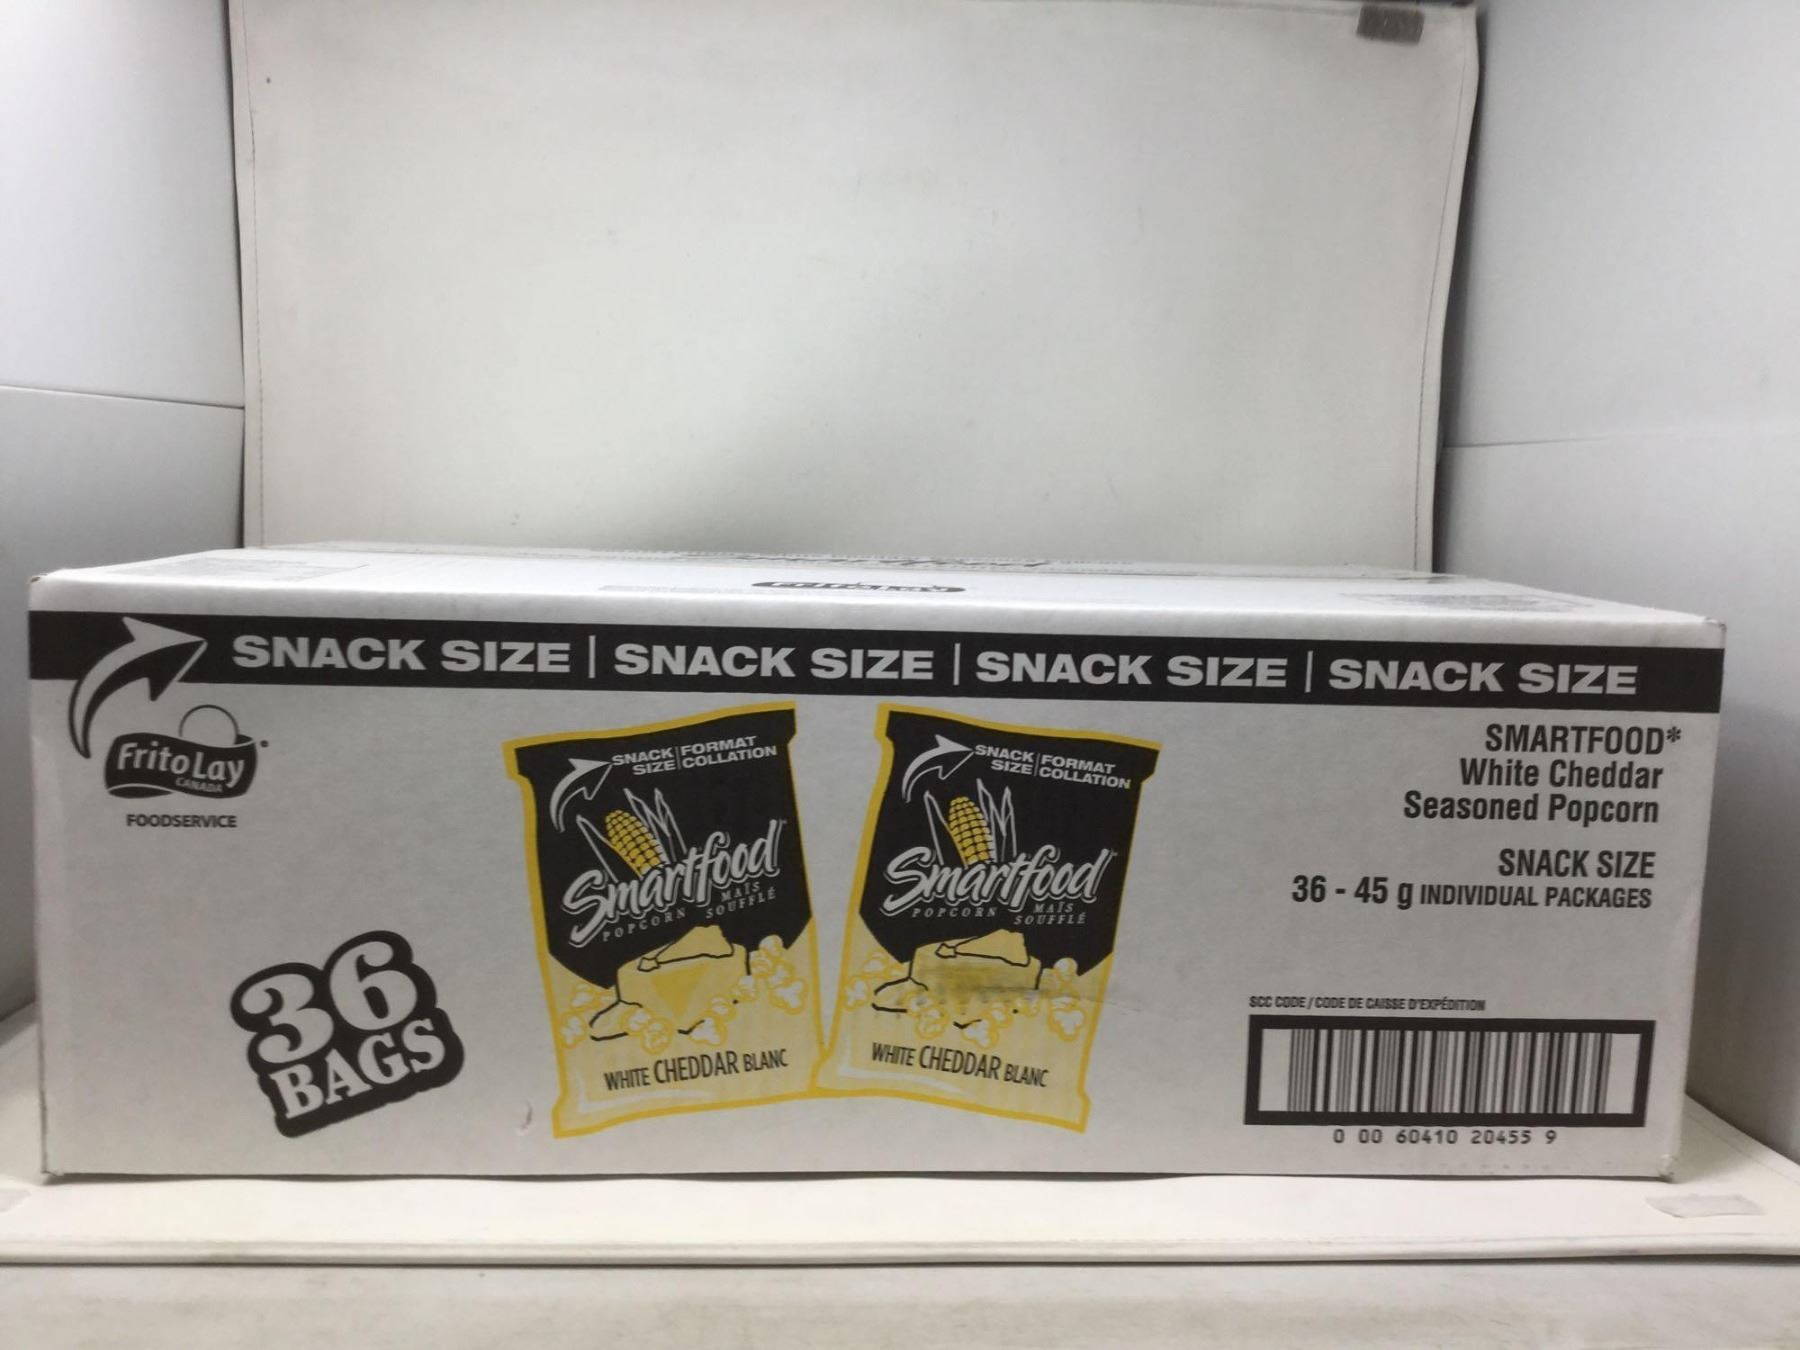 SNACK SIZE | SNACK SIZE | SNACK SIZE | SNACK SIZE
FritoLay
CANADA
FOODSERVICE
36
BAGS
SNACK | FORMAT
SIZE | COLLATION
Smartfood
POPCORN MAÏS SOUFFLÉ
WHITE CHEDDAR BLANC
SNACK | FORMAT
SIZE | COLLATION
Smartfood
POPCORN MAÏS SOUFFLÉ
WHITE CHEDDAR BLANC
SMARTFOOD*
White Cheddar
Seasoned Popcorn
SNACK SIZE
36 - 45 g INDIVIDUAL PACKAGES
SCC CODE / CODE DE CAISSE D'EXPÉDITION
0 00 60410 20455 9